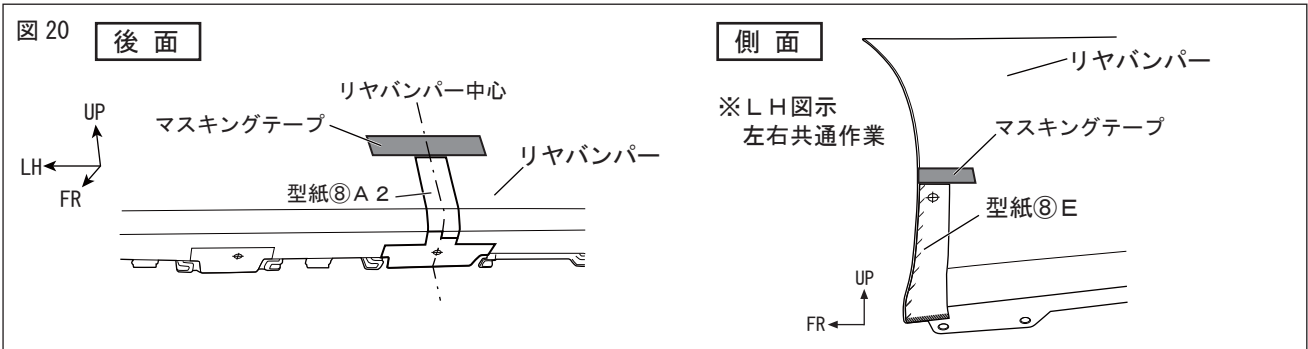 図20
後 面
リヤバンパー中心
マスキングテープ
リヤバンパー
型紙⑧A2
UP
LH
FR
側 面
※LH図示
左右共通作業
リヤバンパー
マスキングテープ
型紙⑧E
UP
FR